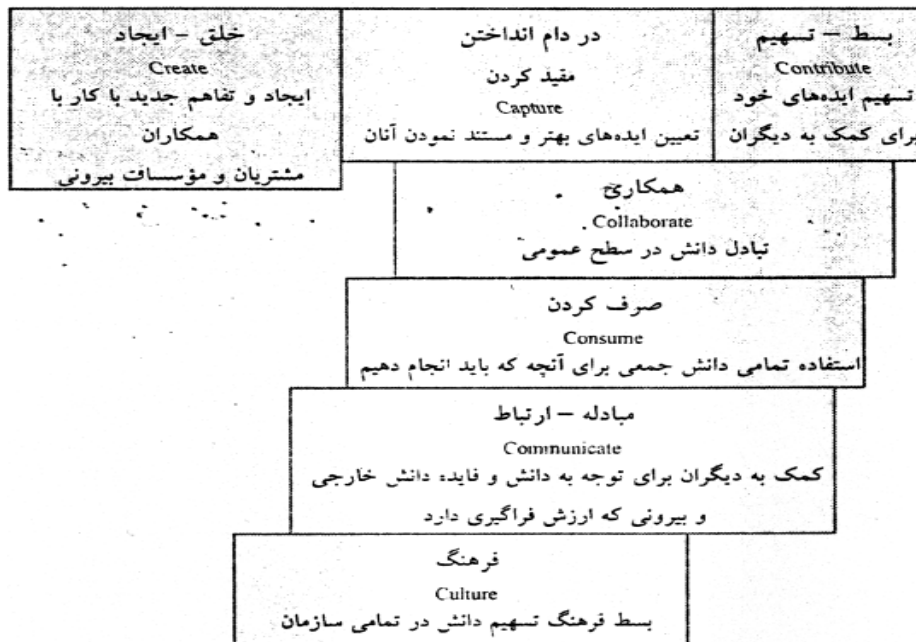 بسط – تسهیم
Contribute
تسهیم ایده‌های خود
برای کمک به دیگران
در دام انداختن
مقید کردن
Capture
تعیین ایده‌های بهتر و مستند نمودن آنان
خلق – ایجاد
Create
ایجاد و تفاهم جدید با کار با
همکاران
مشتریان و مؤسسات بیرونی
همکاری
Collaborate
تبادل دانش در سطح عمومی
صرف کردن
Consume
استفاده تمامی دانش جمعی برای آنچه که باید انجام دهیم
مبادله – ارتباط
Communicate
کمک به دیگران برای توجه به دانش و فایده دانش خارجی
و بیرونی که ارزش فراگیری دارد
فرهنگ
Culture
بسط فرهنگ تسهیم دانش در تمامی سازمان